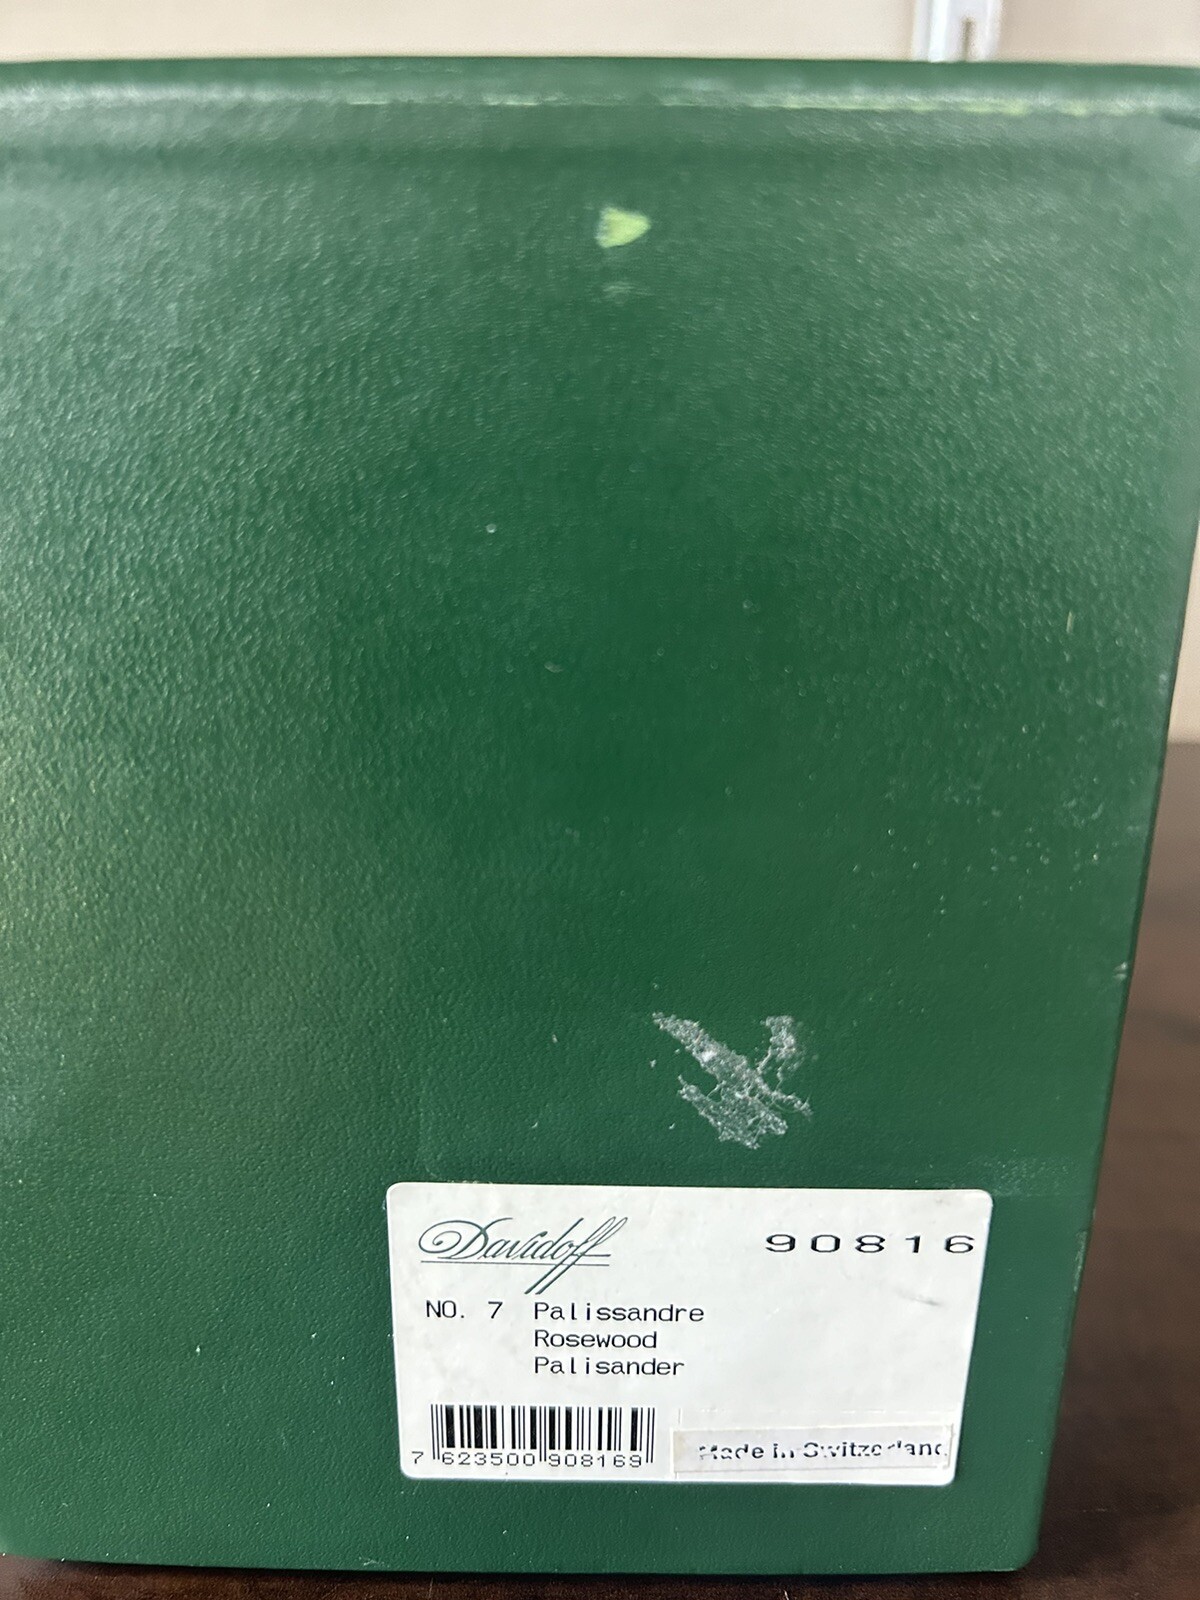 Davidoff 90816
NO. 7 Palissandre
Rosewood
Palisander
7 623500 908169
Made in Switzerland